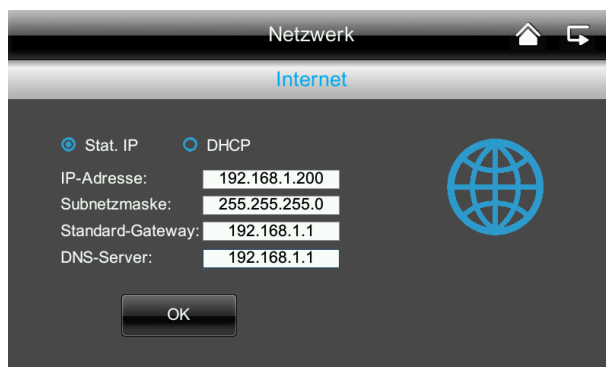 Netzwerk
Internet
Stat. IP DHCP
IP-Adresse: 192.168.1.200
Subnetzmaske: 255.255.255.0
Standard-Gateway: 192.168.1.1
DNS-Server: 192.168.1.1
OK